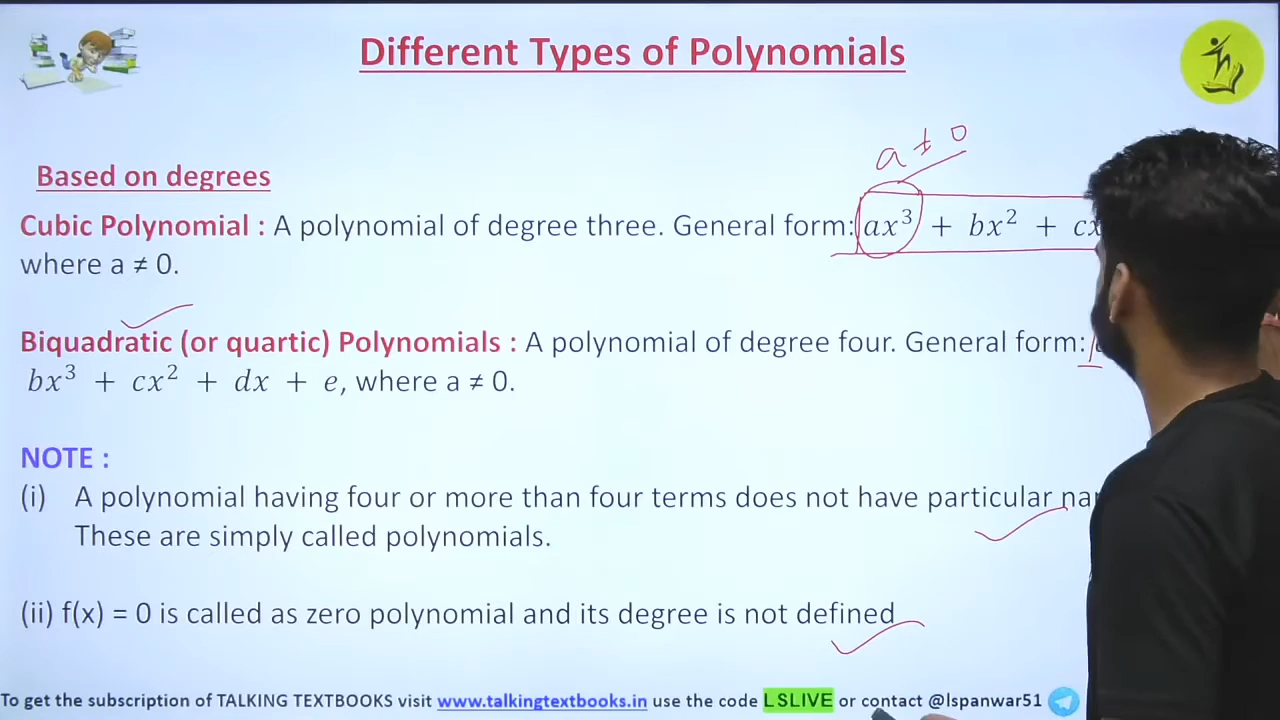 Different Types of Polynomials
a ≠ 0
Based on degrees
Cubic Polynomial : A polynomial of degree three. General form: ax³ + bx² + cx
where a ≠ 0.
Biquadratic (or quartic) Polynomials : A polynomial of degree four. General form:
bx³ + cx² + dx + e, where a ≠ 0.
NOTE :
(i) A polynomial having four or more than four terms does not have particular
These are simply called polynomials.
(ii) f(x) = 0 is called as zero polynomial and its degree is not defined
To get the subscription of TALKING TEXTBOOKS visit www.talkingtextbooks.in use the code LSLIVE or contact @lspanwar51